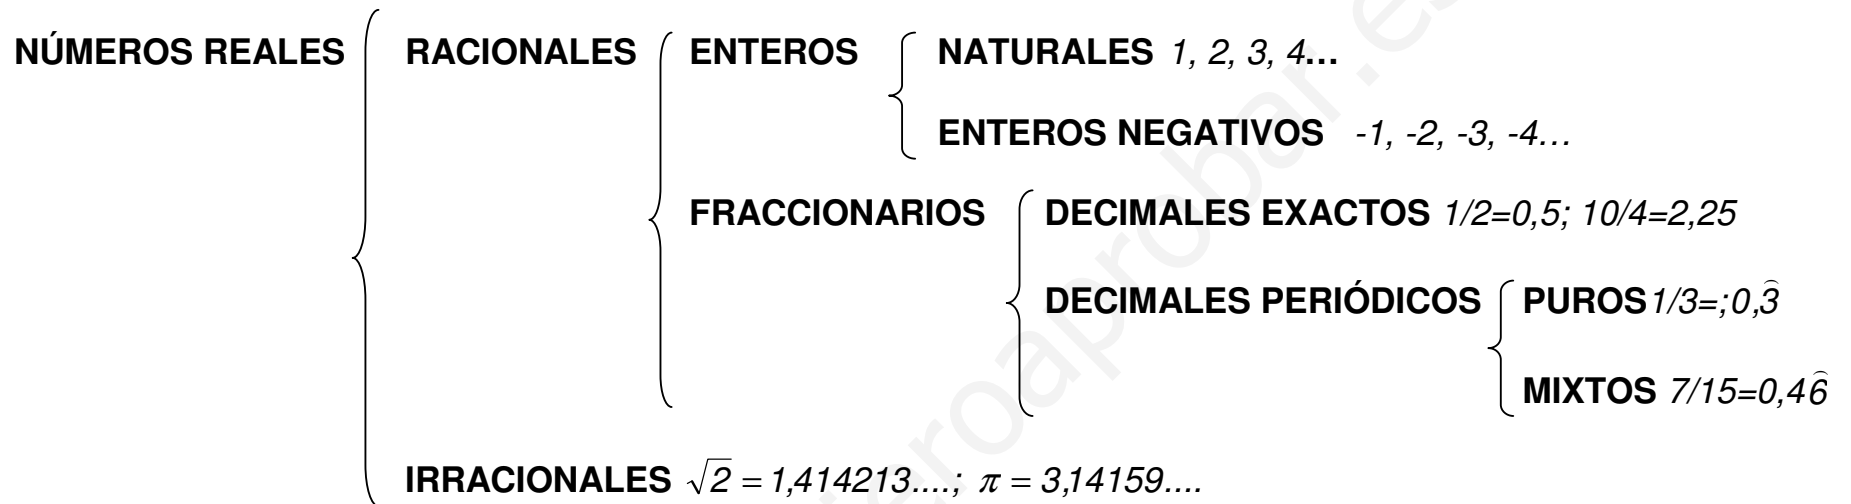 NÚMEROS REALES RACIONALES ENTEROS NATURALES 1, 2, 3, 4…
ENTEROS NEGATIVOS -1, -2, -3, -4…
FRACCIONARIOS DECIMALES EXACTOS 1/2=0,5; 10/4=2,25
DECIMALES PERIÓDICOS PUROS 1/3=;0,3̂
MIXTOS 7/15=0,46̂
IRRACIONALES √2 = 1,414213....; π = 3,14159....